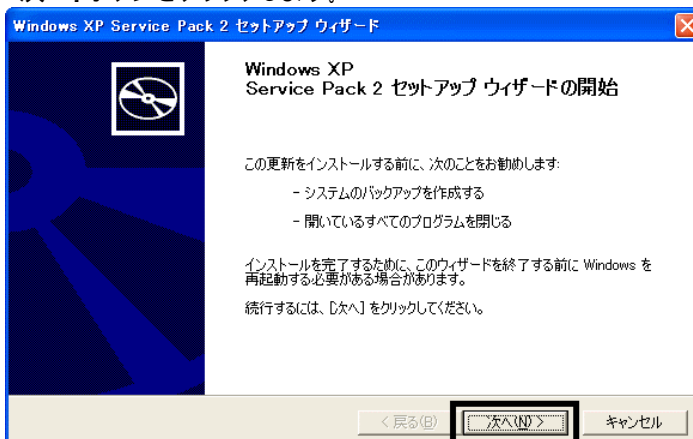 Windows XP Service Pack 2 セットアップ ウィザード
Windows XP
Service Pack 2 セットアップ ウィザードの開始
この更新をインストールする前に、次のことをお勧めします:
- システムのバックアップを作成する
- 開いているすべてのプログラムを閉じる
インストールを完了するために、このウィザードを終了する前に Windows を
再起動する必要がある場合があります。
続行するには、[次へ] をクリックしてください。
< 戻る(B)
次へ(N) >
キャンセル